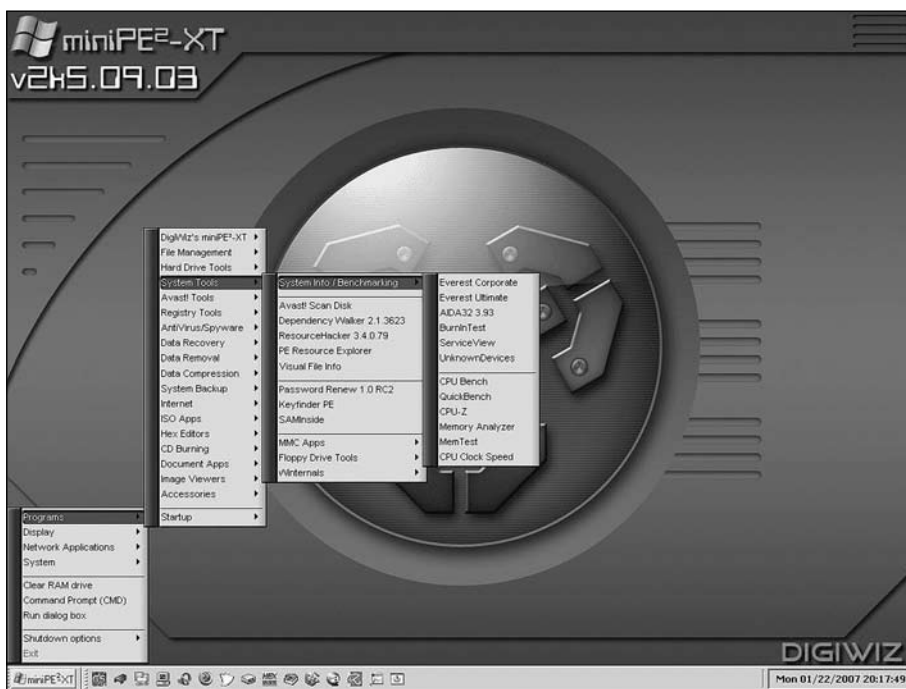 miniPE²-XT
v2k5.09.03
DigiWiz's miniPE²-XT
File Management
Hard Drive Tools
System Tools
Avast! Tools
Registry Tools
AntiVirus/Spyware
Data Recovery
Data Removal
Data Compression
System Backup
Internet
ISO Apps
Hex Editors
CD Burning
Document Apps
Image Viewers
Accessories
Startup
System Info / Benchmarking
Avast! Scan Disk
Dependency Walker 2.1.3623
ResourceHacker 3.4.0.79
PE Resource Explorer
Visual File Info
Password Renew 1.0 RC2
Keyfinder PE
SAMInside
MMC Apps
Floppy Drive Tools
Winternals
Everest Corporate
Everest Ultimate
AIDA32 3.93
BurnInTest
ServiceView
UnknownDevices
CPU Bench
QuickBench
CPU-Z
Memory Analyzer
MemTest
CPU Clock Speed
Programs
Display
Network Applications
System
Clear RAM drive
Command Prompt (CMD)
Run dialog box
Shutdown options
Exit
DIGIWIZ
miniPE²XT
Mon 01/22/2007 20:17:49